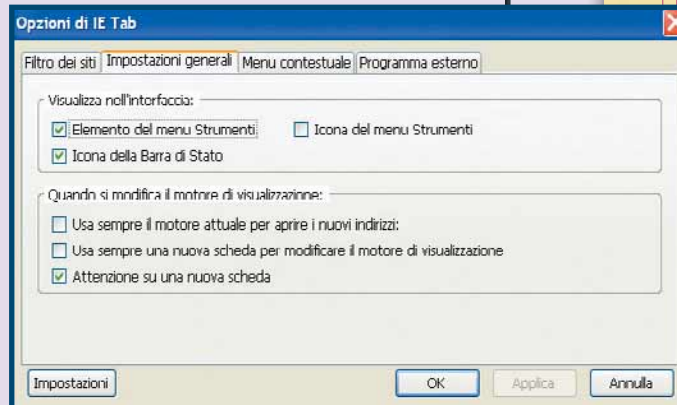 Opzioni di IE Tab
Filtro dei siti Impostazioni generali Menu contestuale Programma esterno
Visualizza nell'interfaccia:
Elemento del menu Strumenti Icona del menu Strumenti
Icona della Barra di Stato
Quando si modifica il motore di visualizzazione:
Usa sempre il motore attuale per aprire i nuovi indirizzi:
Usa sempre una nuova scheda per modificare il motore di visualizzazione
Attenzione su una nuova scheda
Impostazioni OK Applica Annulla